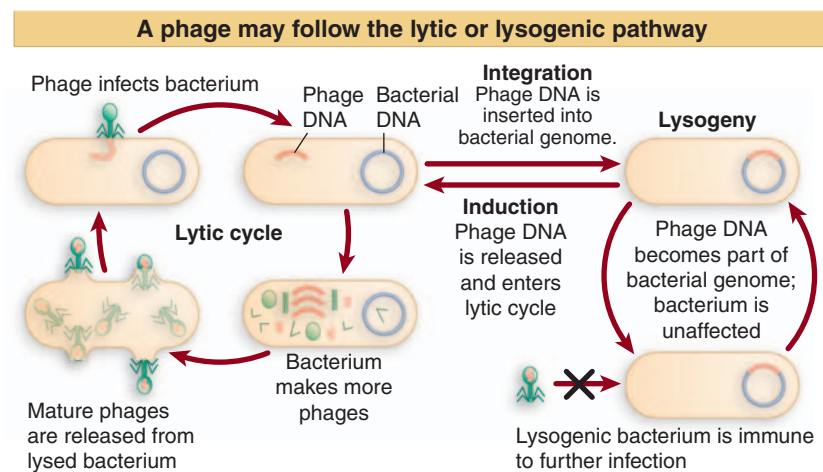 A phage may follow the lytic or lysogenic pathway
Phage infects bacterium
Phage
DNA
Bacterial
DNA
Integration
Phage DNA is
inserted into
bacterial genome.
Lysogeny
Lytic cycle
Induction
Phage DNA
is released
and enters
lytic cycle
Phage DNA
becomes part of
bacterial genome;
bacterium is
unaffected
Bacterium
makes more
phages
Mature phages
are released from
lysed bacterium
Lysogenic bacterium is immune
to further infection